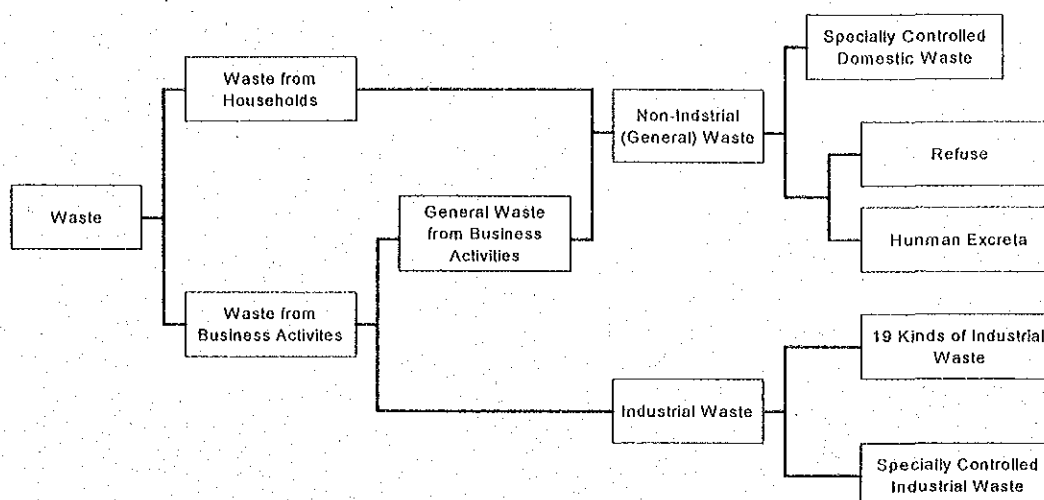 Specially Controlled
Domestic Waste
Waste from
Households
Non-Indstrial
(General) Waste
Refuse
Waste
General Waste
from Business
Activities
Hunman Excreta
Waste from
Business Activites
19 Kinds of Industrial
Waste
Industrial Waste
Specially Controlled
Industrial Waste